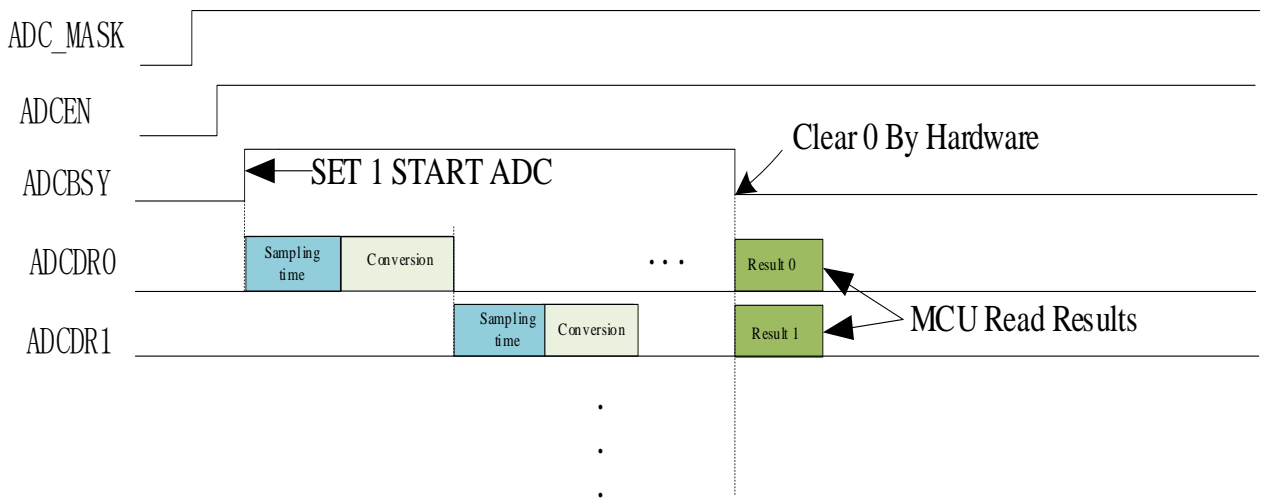 ADC_MASK
ADCEN
Clear 0 By Hardware
ADCBSY
SET 1 START ADC
ADCDR0
Sampling
time
Conversion
...
Result 0
MCU Read Results
ADCDR1
Sampling
time
Conversion
Result 1
.
.
.